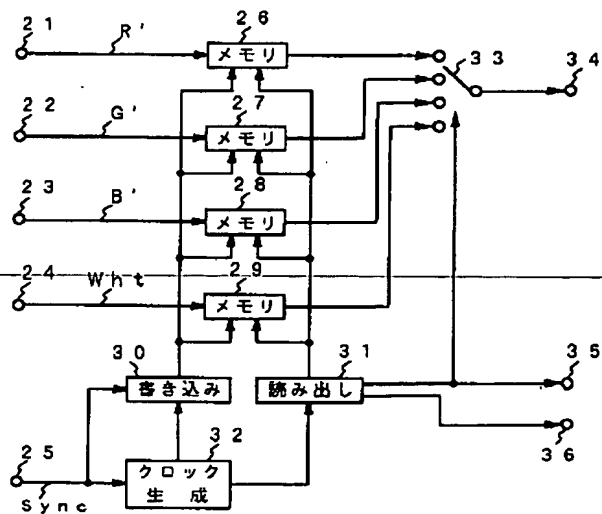 21
R'
26
メモリ
33
34
22
G'
27
メモリ
23
B'
28
メモリ
24
Wht
29
メモリ
30
書き込み
31
読み出し
35
36
25
Sync
32
クロック
生成